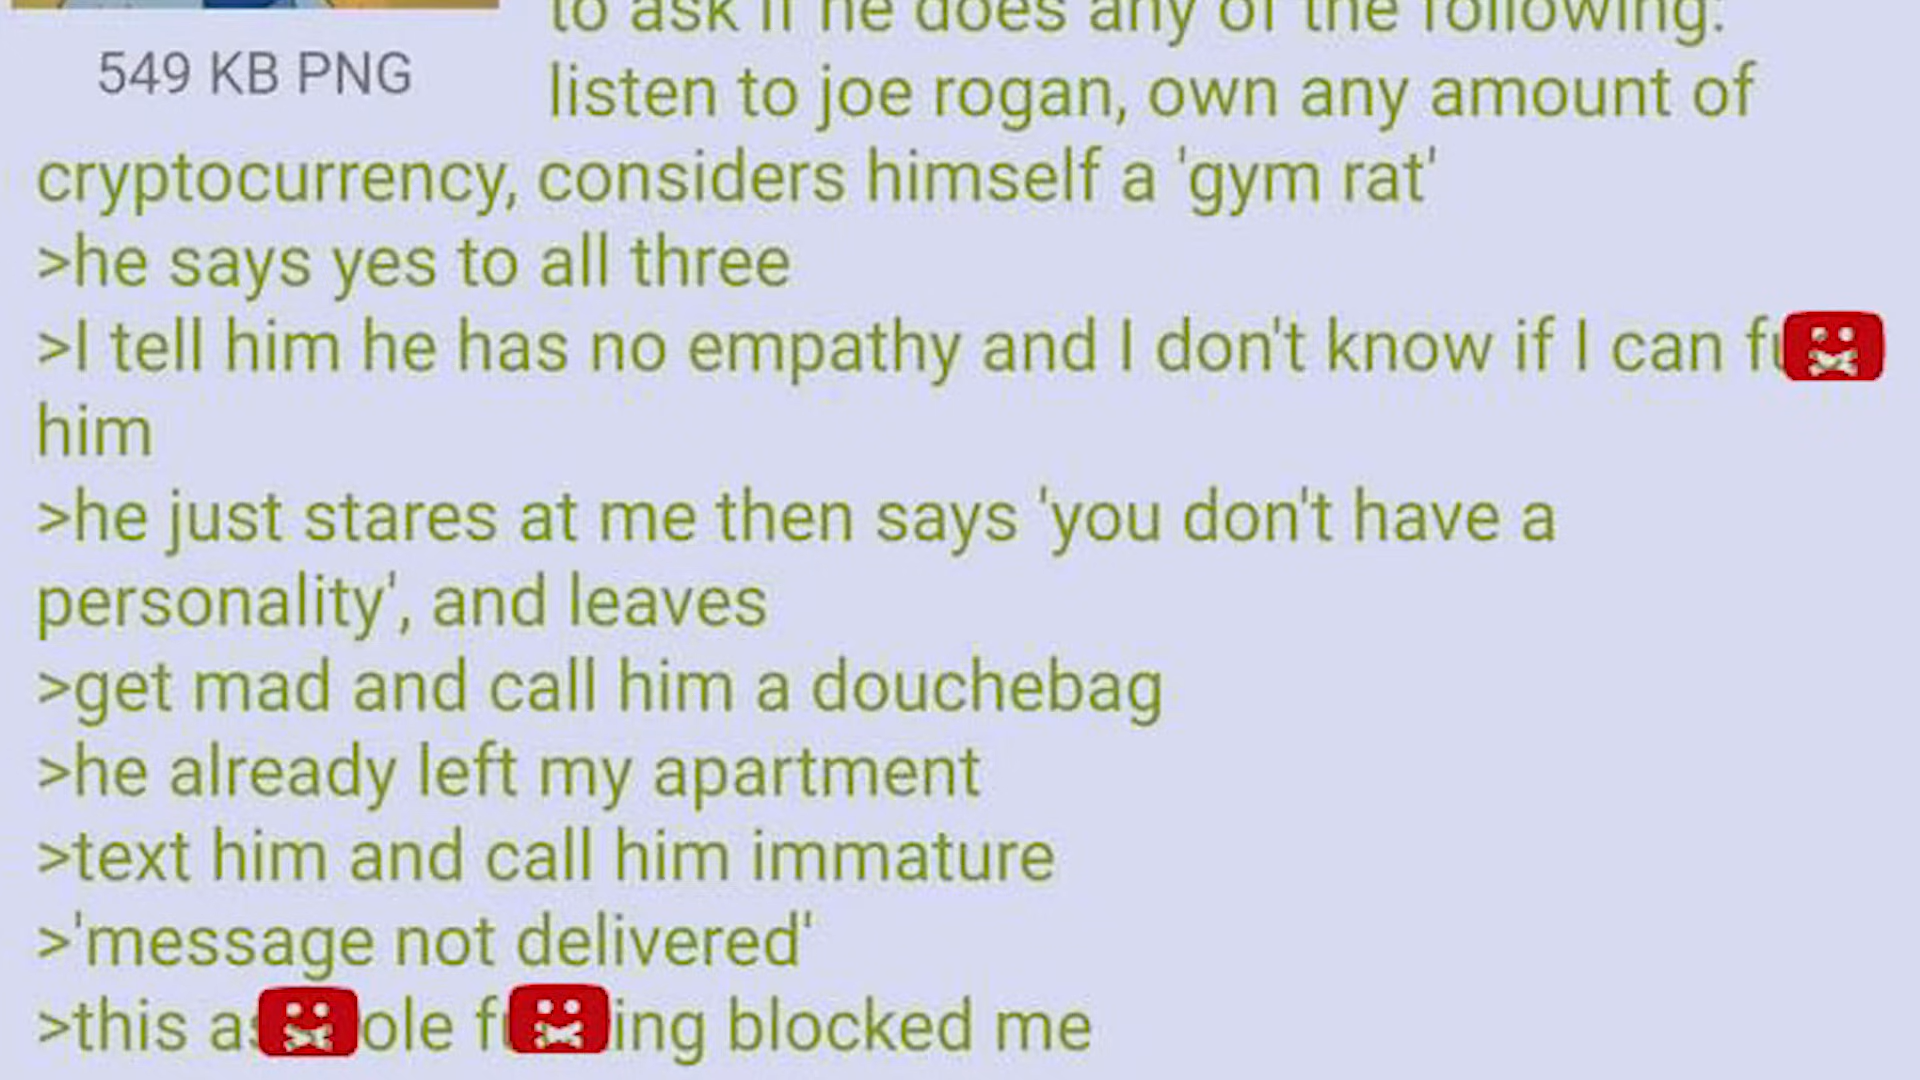 to ask if he does any of the following:
549 KB PNG
listen to joe rogan, own any amount of
cryptocurrency, considers himself a 'gym rat'
>he says yes to all three
>I tell him he has no empathy and I don't know if I can fu
him
>he just stares at me then says 'you don't have a
personality', and leaves
>get mad and call him a douchebag
>he already left my apartment
>text him and call him immature
>'message not delivered'
>this as ole f ing blocked me